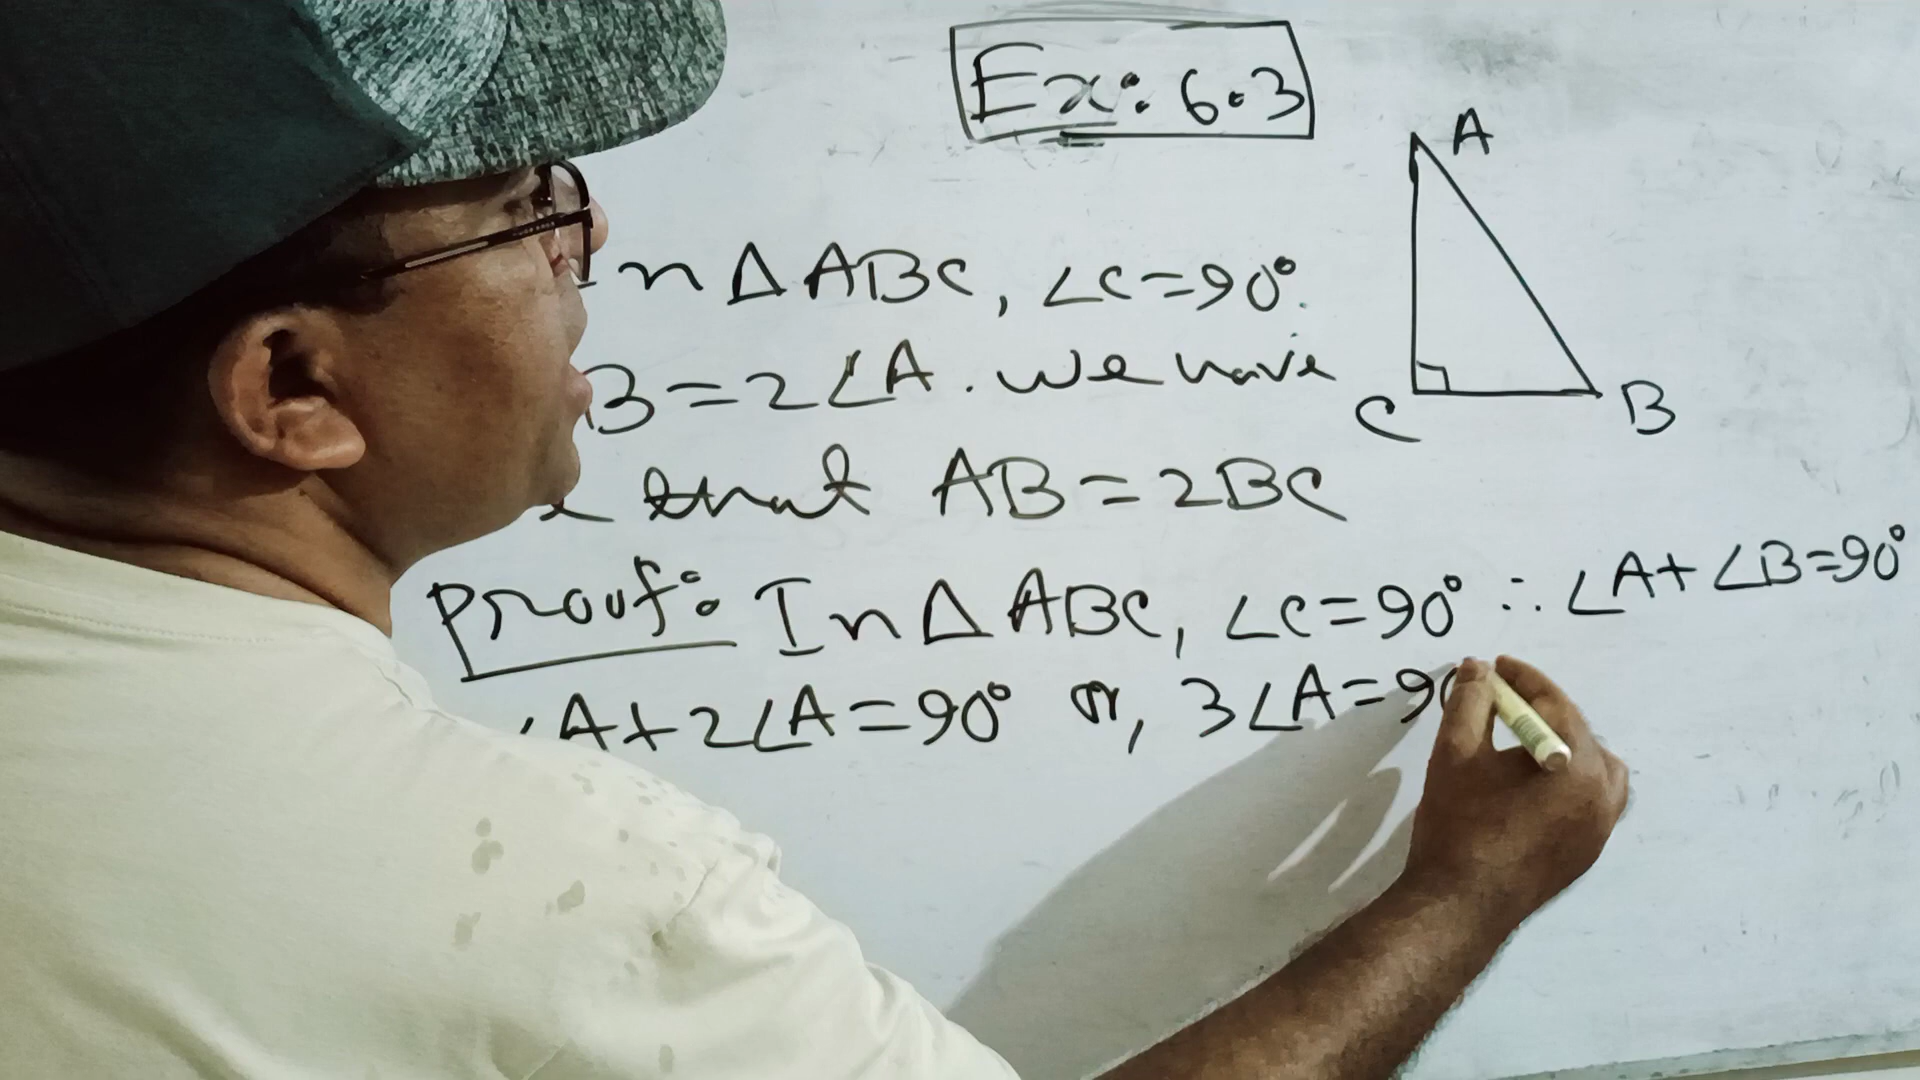 Ex: 6.3
A
In △ABC, ∠C=90°.
B=2∠A. We have
C
B
that AB=2BC
Proof: In △ABC, ∠C=90° ∴ ∠A+∠B=90°
∠A+2∠A=90° or, 3∠A=90